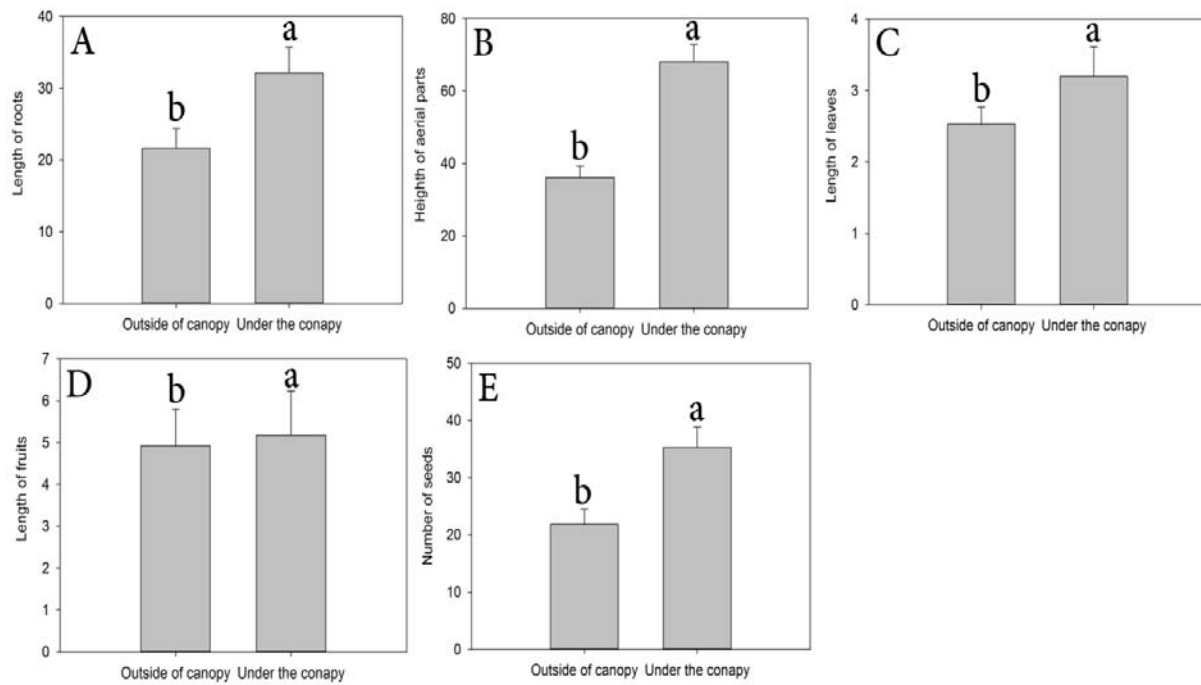 A
Length of roots
40
30
20
10
0
b
a
Outside of canopy Under the conapy
B
Heighth of aerial parts
80
60
40
20
0
b
a
Outside of canopy Under the conapy
C
Length of leaves
4
3
2
1
0
b
a
Outside of canopy Under the conapy
D
Length of fruits
7
6
5
4
3
2
1
0
b
a
Outside of canopy Under the conapy
E
Number of seeds
50
40
30
20
10
0
b
a
Outside of canopy Under the conapy